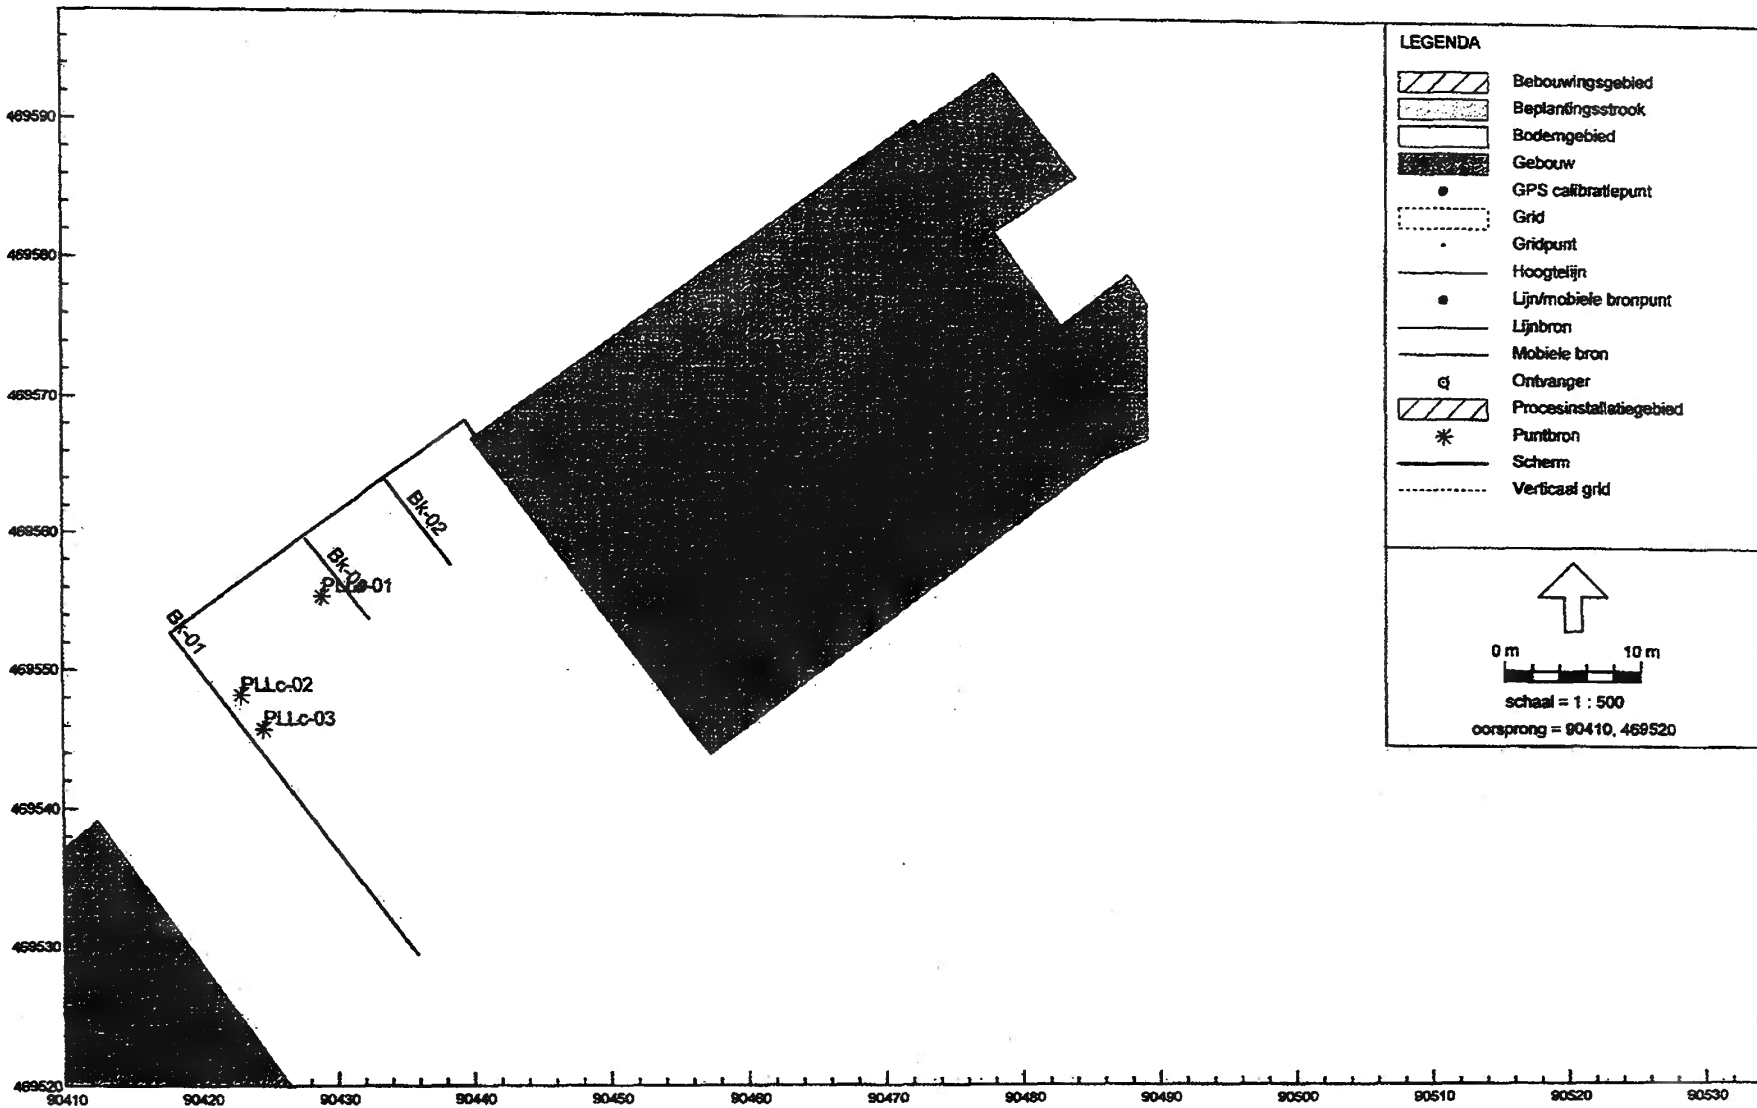 LEGENDA
Bebouwingsgebied
Beplantingsstrook
Bodemgebied
Gebouw
GPS calibratiepunt
Grid
Gridpunt
Hoogtelijn
Lijn/mobiele bronpunt
Lijnbron
Mobiele bron
Ontvanger
Procesinstallatiegebied
Puntbron
Scherm
Verticaal grid
0 m 10 m
schaal = 1 : 500
oorsprong = 90410, 469520
469590
469580
469570
469560
469550
469540
469530
469520
Bk-02
Bk-01
PLLc-02
PLLc-03
90410 90420 90430 90440 90450 90460 90470 90480 90490 90500 90510 90520 90530